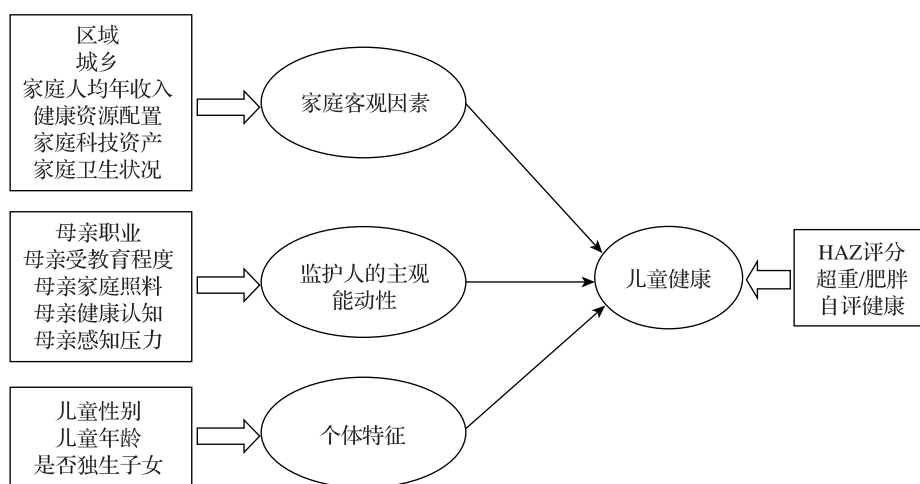 区域
城乡
家庭人均年收入
健康资源配置
家庭科技资产
家庭卫生状况
家庭客观因素
母亲职业
母亲受教育程度
母亲家庭照料
母亲健康认知
母亲感知压力
监护人的主观
能动性
儿童性别
儿童年龄
是否独生子女
个体特征
儿童健康
HAZ评分
超重/肥胖
自评健康